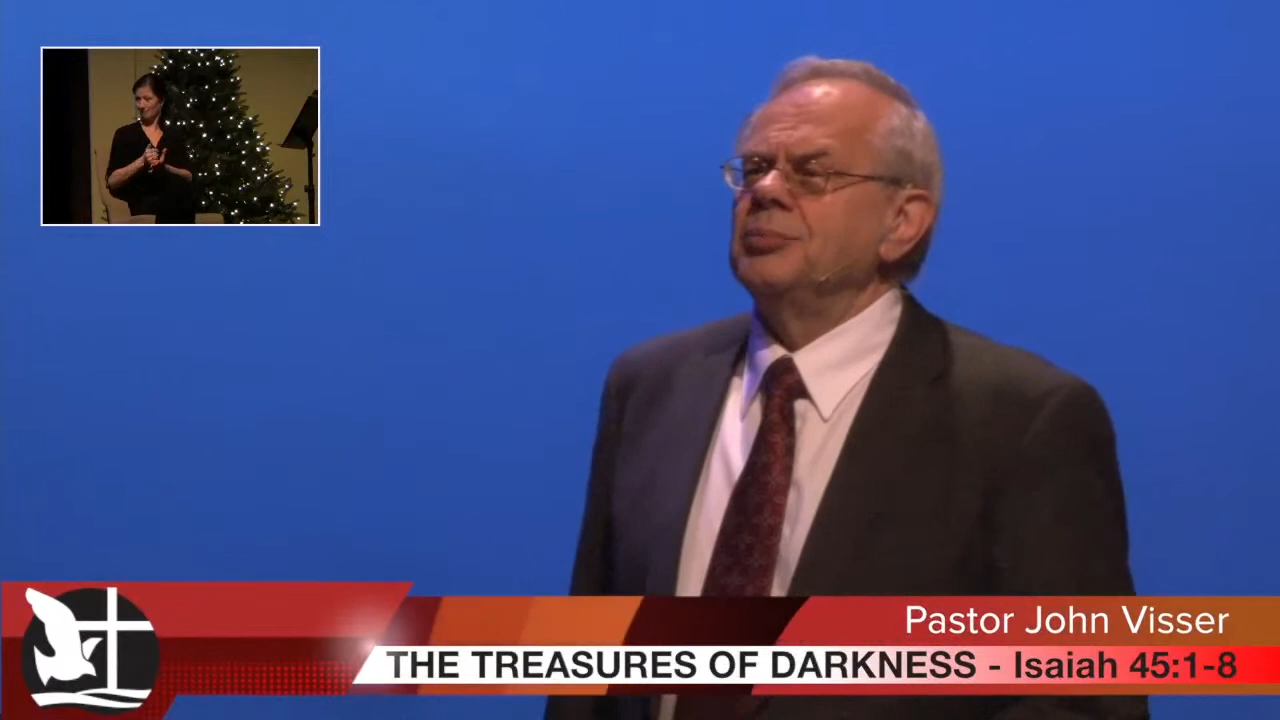 Pastor John Visser
THE TREASURES OF DARKNESS - Isaiah 45:1-8